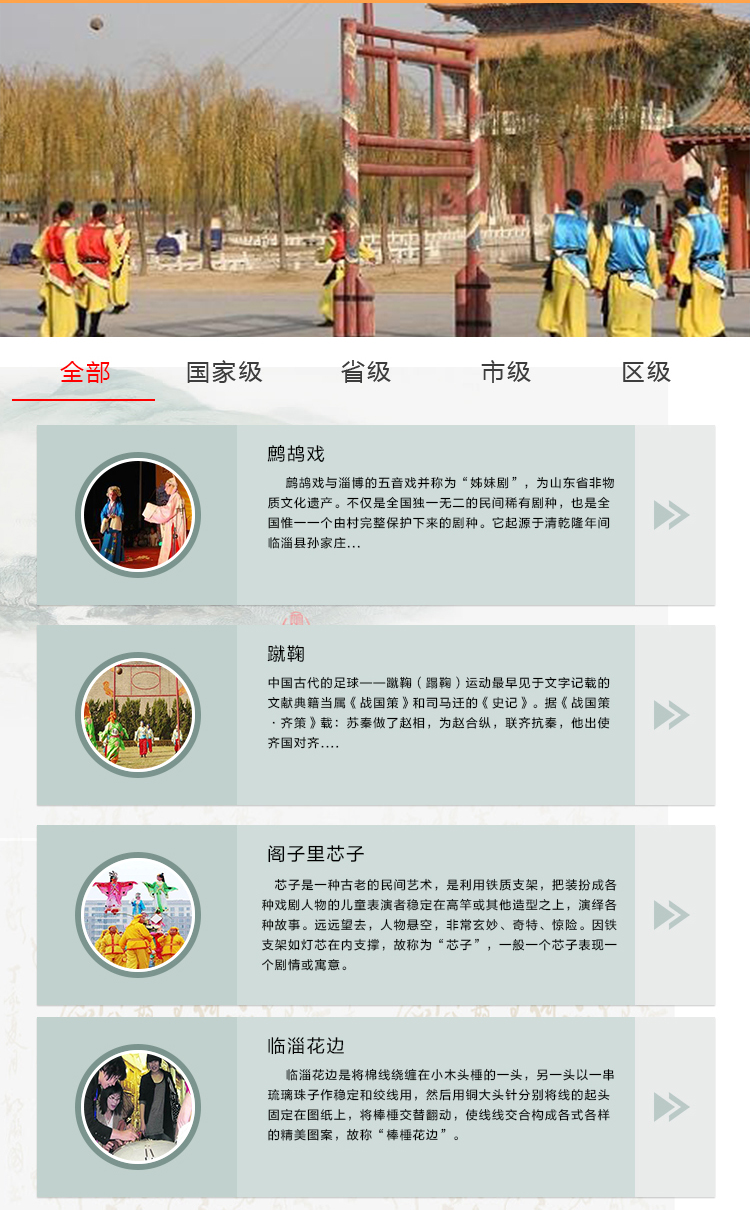 全部 国家级 省级 市级 区级
鹧鸪戏
鹧鸪戏与淄博的五音戏并称为“姊妹剧”，为山东省非物
质文化遗产。不仅是全国独一无二的民间稀有剧种，也是全
国惟一一个由村完整保护下来的剧种。它起源于清乾隆年间
临淄县孙家庄...
蹴鞠
中国古代的足球——蹴鞠（蹋鞠）运动最早见于文字记载的
文献典籍当属《战国策》和司马迁的《史记》。据《战国策
·齐策》载：苏秦做了赵相，为赵合纵，联齐抗秦，他出使
齐国对齐....
阁子里芯子
芯子是一种古老的民间艺术，是利用铁质支架，把装扮成各
种戏剧人物的儿童表演者稳定在高竿或其他造型之上，演绎各
种故事。远远望去，人物悬空，非常玄妙、奇特、惊险。因铁
支架如灯芯在内支撑，故称为“芯子”，一般一个芯子表现一
个剧情或寓意。
临淄花边
临淄花边是将棉线绕缠在小木头棰的一头，另一头以一串
琉璃珠子作稳定和绞线用，然后用铜大头针分别将线的起头
固定在图纸上，将棒棰交替翻动，使线线交合构成各式各样
的精美图案，故称“棒棰花边”。